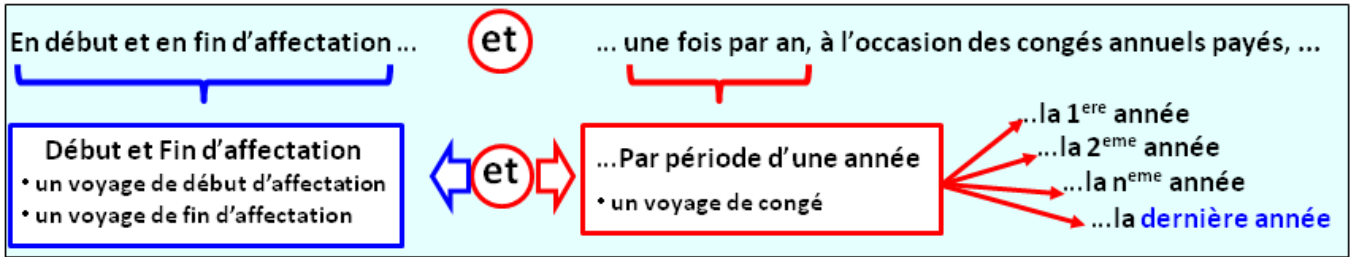 En début et en fin d'affectation ... et ... une fois par an, à l'occasion des congés annuels payés, ...
Début et Fin d'affectation
• un voyage de début d'affectation
• un voyage de fin d'affectation
et
...Par période d'une année
• un voyage de congé
...la 1ere année
...la 2eme année
...la neme année
...la dernière année